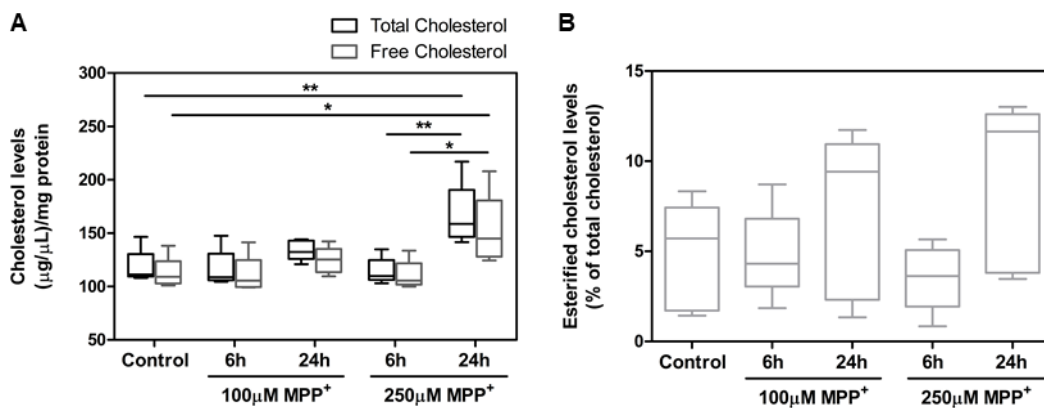 A
Total Cholesterol
Free Cholesterol
Cholesterol levels
(μg/μL)/mg protein
300
250
200
150
100
50
**
*
**
*
Control
6h
24h
6h
24h
100μM MPP⁺
250μM MPP⁺
B
Esterified cholesterol levels
(% of total cholesterol)
15
10
5
0
Control
6h
24h
6h
24h
100μM MPP⁺
250μM MPP⁺